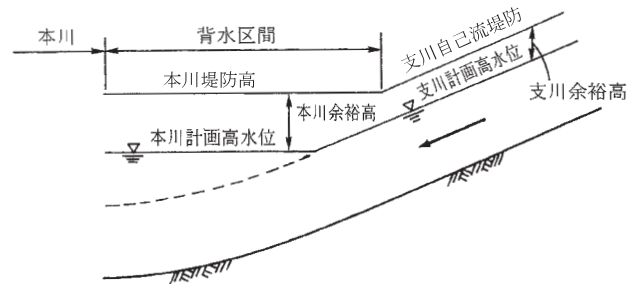 本川
背水区間
本川堤防高
本川余裕高
本川計画高水位
支川自己流堤防
支川計画高水位
支川余裕高